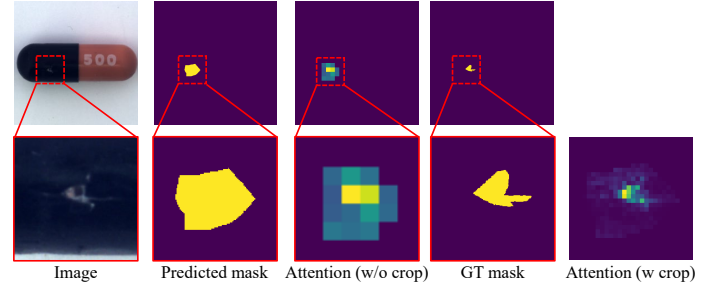 500
Image
Predicted mask
Attention (w/o crop)
GT mask
Attention (w crop)